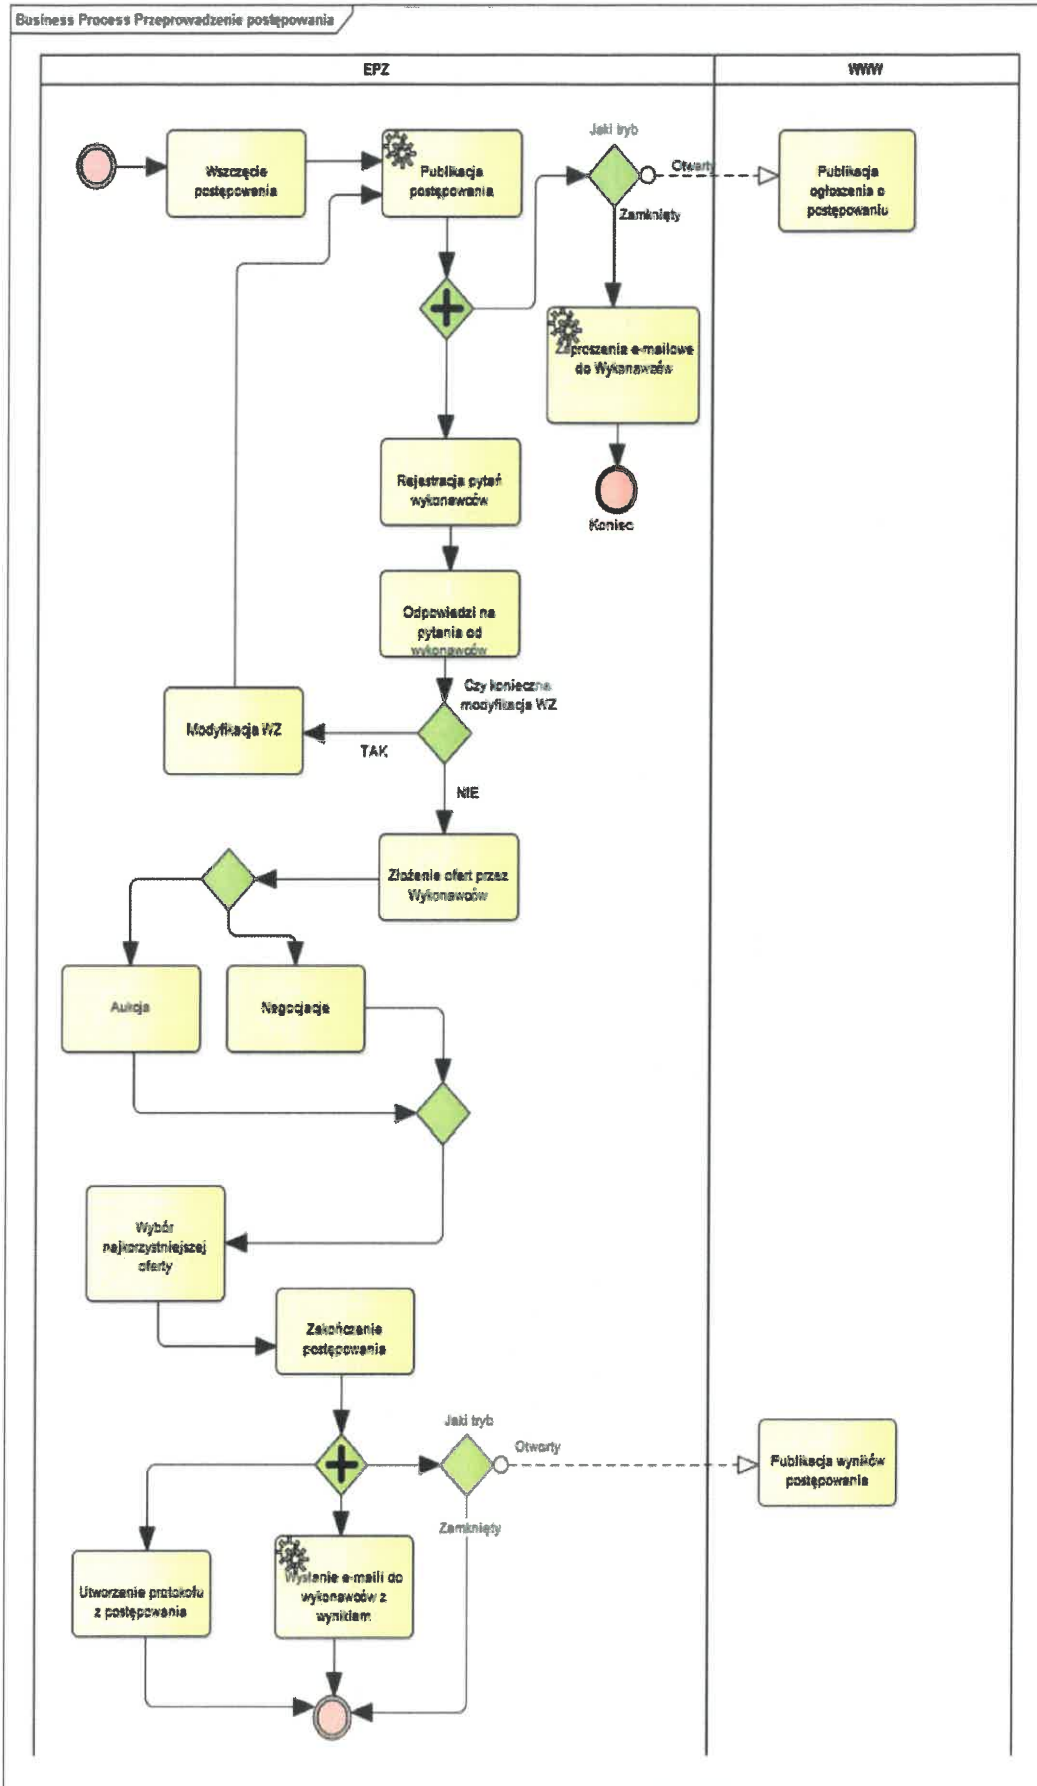 Business Process Przeprowadzenie postępowania
EPZ
WWW
Jaki tryb
Wszczęcie
postępowania
Publikacja
postępowania
Otwarty
Publikacja
ogłoszenia o
postępowaniu
Zamknięty
Zaproszenia e-mailowe
do Wykonawców
Rejestracja pytań
wykonawców
Koniec
Odpowiedzi na
pytania od
wykonawców
Czy konieczna
modyfikacja WZ
Modyfikacja WZ
TAK
NIE
Złożenie ofert przez
Wykonawców
Aukcja
Negocjacje
Wybór
najkorzystniejszej
oferty
Zakończenie
postępowania
Jaki tryb
Otwarty
Publikacja wyników
postępowania
Zamknięty
Utworzenie protokołu
z postępowania
Wysłanie e-maili do
wykonawców z
wynikiem